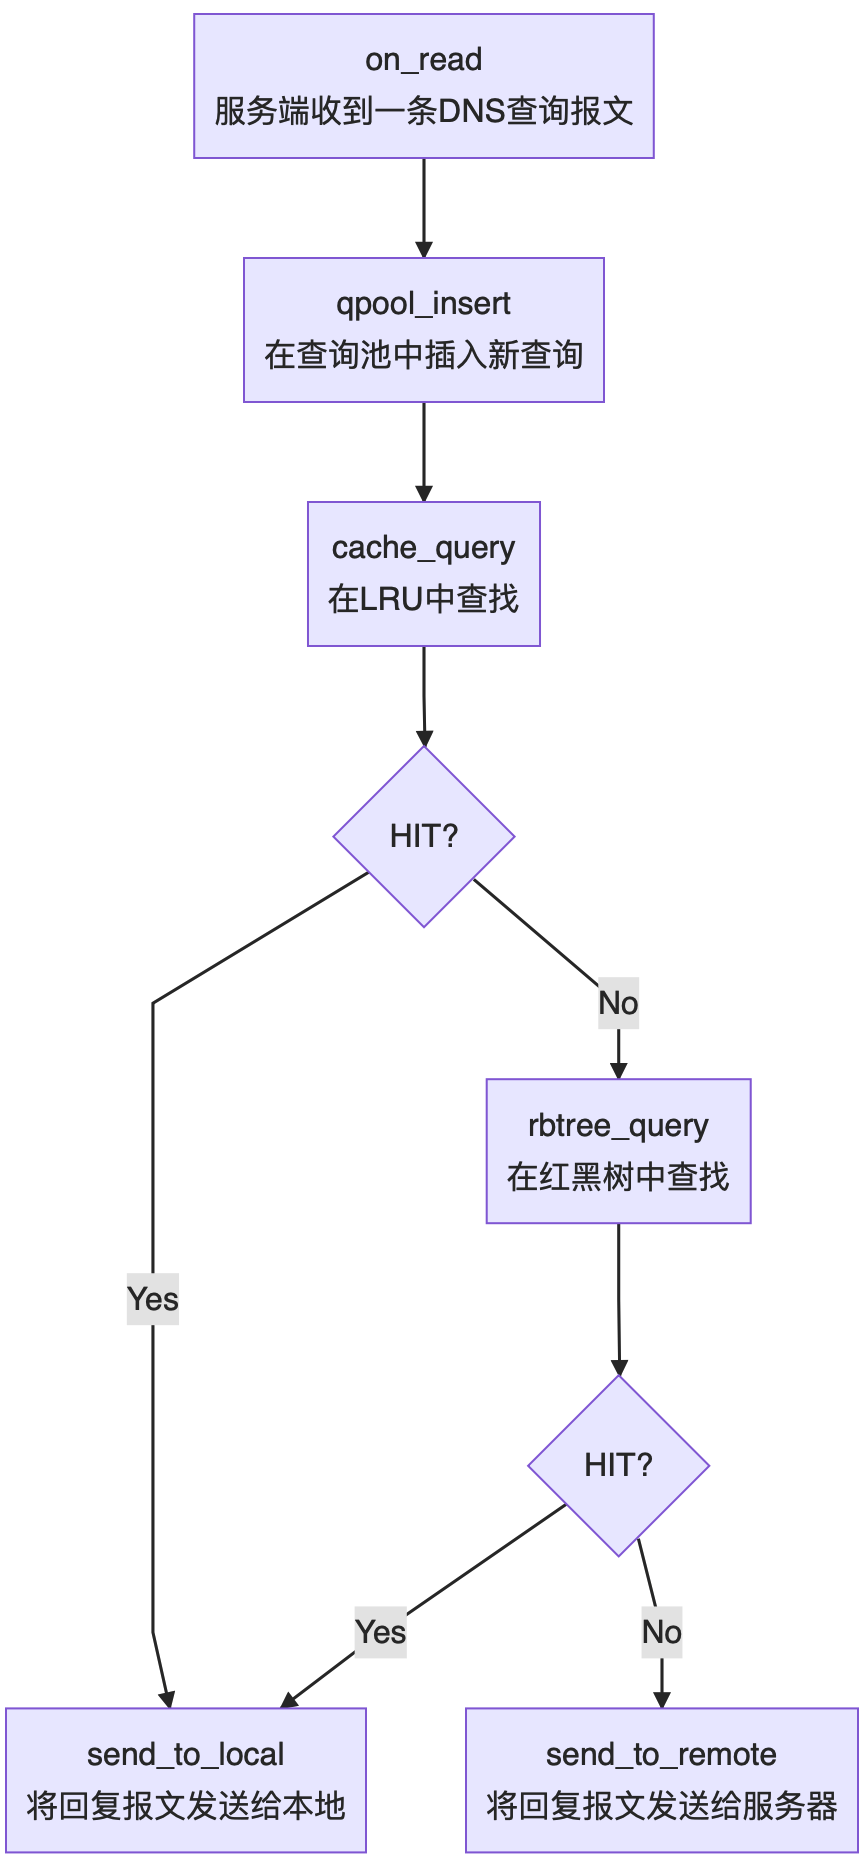 on_read
服务端收到一条DNS查询报文
qpool_insert
在查询池中插入新查询
cache_query
在LRU中查找
HIT?
No
rbtree_query
在红黑树中查找
Yes
HIT?
Yes
No
send_to_local
将回复报文发送给本地
send_to_remote
将回复报文发送给服务器